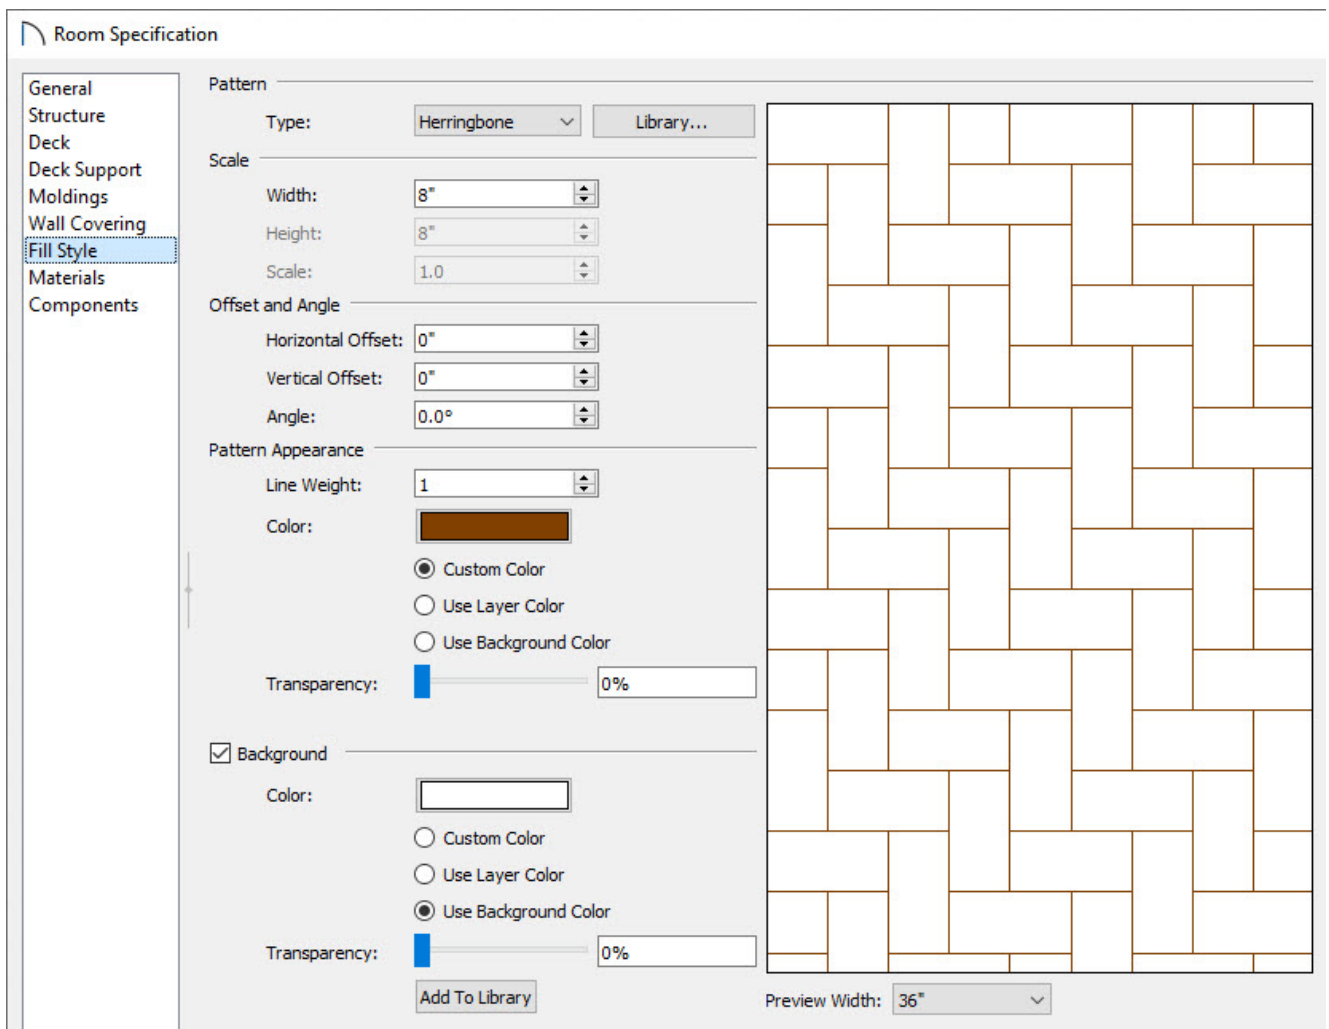 Room Specification
General
Structure
Deck
Deck Support
Moldings
Wall Covering
Fill Style
Materials
Components
Pattern
Type: Herringbone Library...
Scale
Width: 8"
Height: 8"
Scale: 1.0
Offset and Angle
Horizontal Offset: 0"
Vertical Offset: 0"
Angle: 0.0°
Pattern Appearance
Line Weight: 1
Color:
Custom Color
Use Layer Color
Use Background Color
Transparency: 0%
Background
Color:
Custom Color
Use Layer Color
Use Background Color
Transparency: 0%
Add To Library
Preview Width: 36"